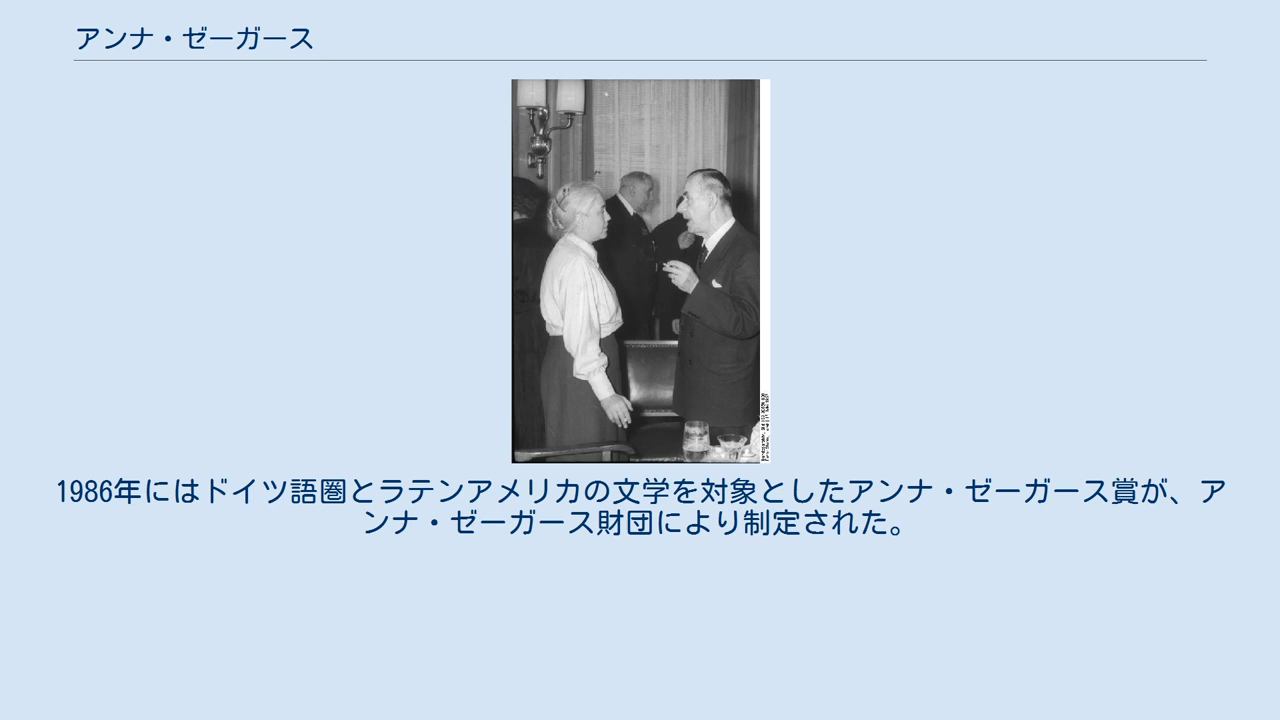 アンナ・ゼーガース
1986年にはドイツ語圏とラテンアメリカの文学を対象としたアンナ・ゼーガース賞が、ア
ンナ・ゼーガース財団により制定された。